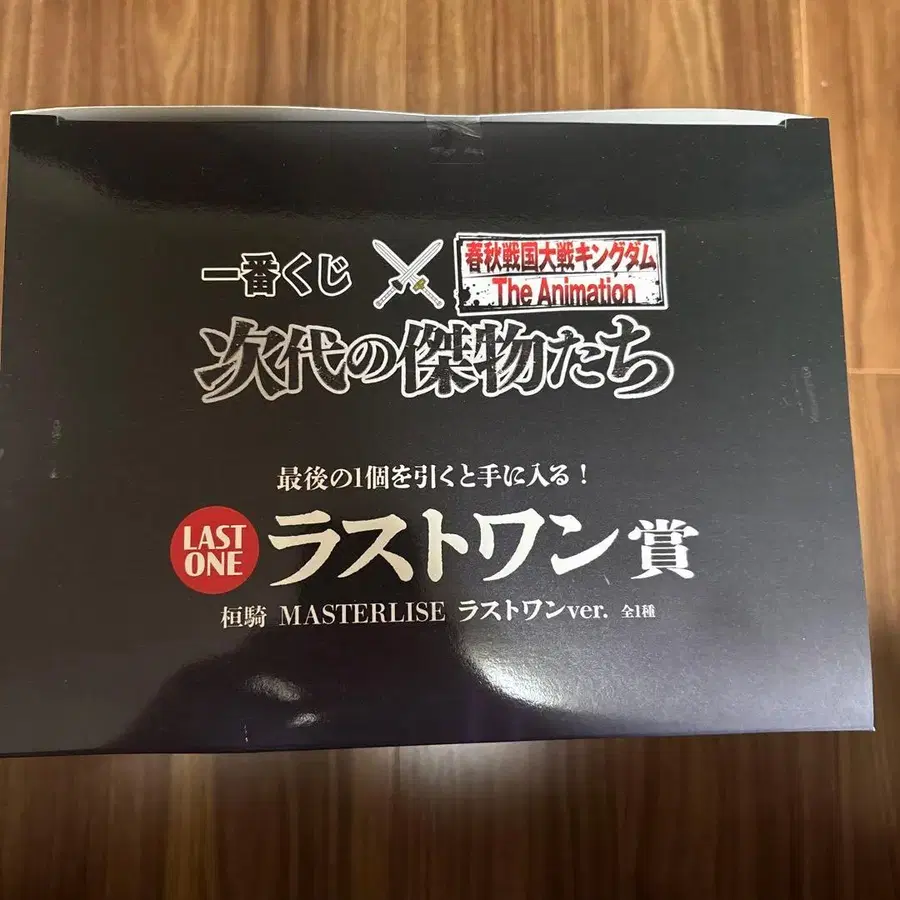 一番くじ
春秋戦国大戦キングダム
The Animation
次代の傑物たち
最後の1個を引くと手に入る!
LAST
ONE
ラストワン賞
桓騎 MASTERLISE ラストワンver. 全1種